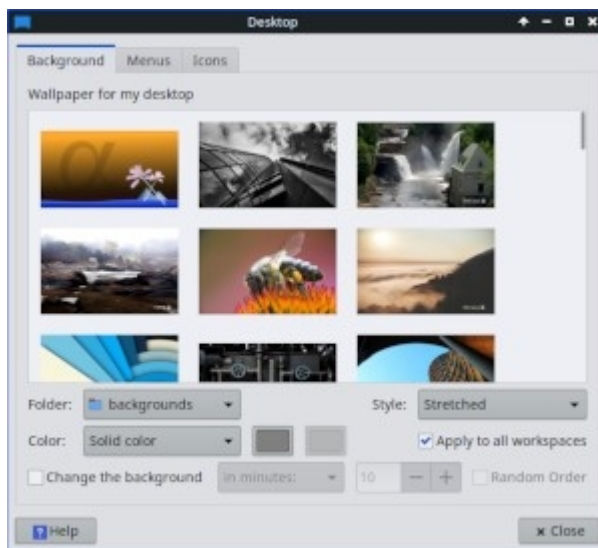 Desktop
Background Menus Icons
Wallpaper for my desktop
α
Folder: backgrounds Style: Stretched
Color: Solid color Apply to all workspaces
Change the background in minutes: 10 Random Order
Help Close